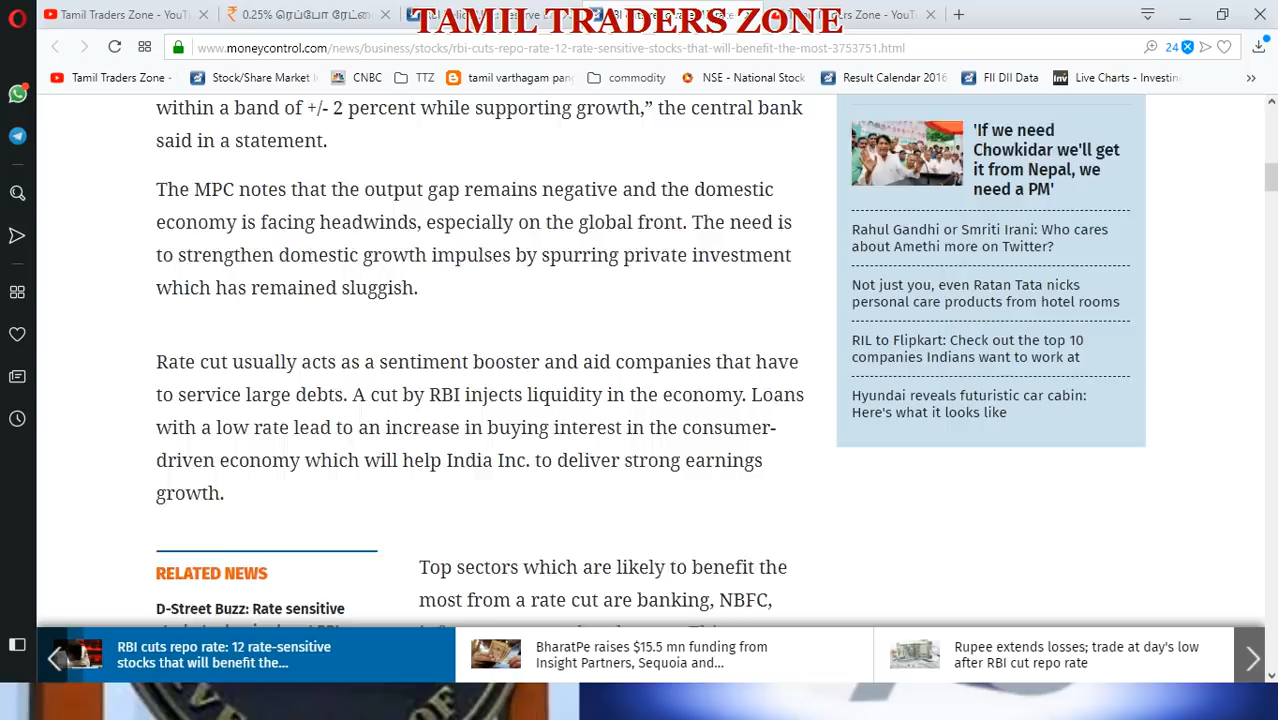 TAMIL TRADERS ZONE
Tamil Traders Zone - YouT
0.25% ரெப்போ ரேட்
Tamil Traders Zone - YouT
www.moneycontrol.com/news/business/stocks/rbi-cuts-repo-rate-12-rate-sensitive-stocks-that-will-benefit-the-most-3753751.html
24
Tamil Traders Zone -
Stock/Share Market I
CNBC
TTZ
tamil varthagam pan
commodity
NSE - National Stock
Result Calendar 2016
FII DII Data
Live Charts - Investin
within a band of +/- 2 percent while supporting growth,” the central bank
said in a statement.
The MPC notes that the output gap remains negative and the domestic
economy is facing headwinds, especially on the global front. The need is
to strengthen domestic growth impulses by spurring private investment
which has remained sluggish.
Rate cut usually acts as a sentiment booster and aid companies that have
to service large debts. A cut by RBI injects liquidity in the economy. Loans
with a low rate lead to an increase in buying interest in the consumer-
driven economy which will help India Inc. to deliver strong earnings
growth.
RELATED NEWS
D-Street Buzz: Rate sensitive
Top sectors which are likely to benefit the
most from a rate cut are banking, NBFC,
'If we need
Chowkidar we'll get
it from Nepal, we
need a PM'
Rahul Gandhi or Smriti Irani: Who cares
about Amethi more on Twitter?
Not just you, even Ratan Tata nicks
personal care products from hotel rooms
RIL to Flipkart: Check out the top 10
companies Indians want to work at
Hyundai reveals futuristic car cabin:
Here's what it looks like
RBI cuts repo rate: 12 rate-sensitive
stocks that will benefit the...
BharatPe raises $15.5 mn funding from
Insight Partners, Sequoia and...
Rupee extends losses; trade at day's low
after RBI cut repo rate